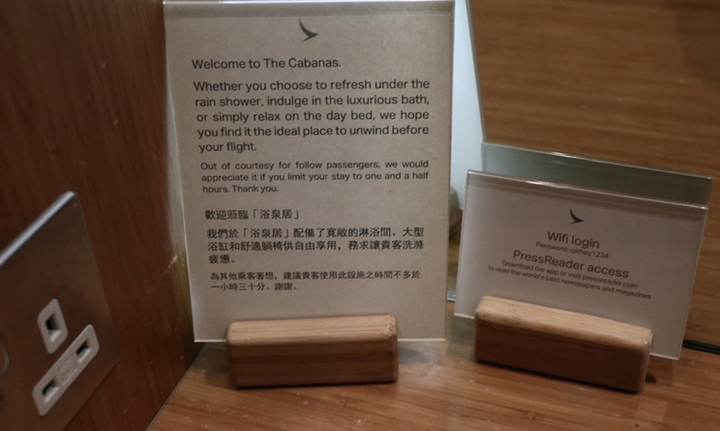 Welcome to The Cabanas.
Whether you choose to refresh under the
rain shower, indulge in the luxurious bath,
or simply relax on the day bed, we hope
you find it the ideal place to unwind before
your flight.
Out of courtesy for follow passengers, we would
appreciate it if you limit your stay to one and a half
hours. Thank you.
歡迎蒞臨「浴泉居」
我們於「浴泉居」配備了寬敞的淋浴間、大型
浴缸和舒適躺椅供自由享用，務求讓貴客洗滌
疲憊。
為其他乘客著想，建議貴客使用此設施之時間不多於
一小時三十分。謝謝。
Wifi login
Password: cathay1234
PressReader access
Download the app or visit pressreader.com
to read the world's best newspapers and magazines